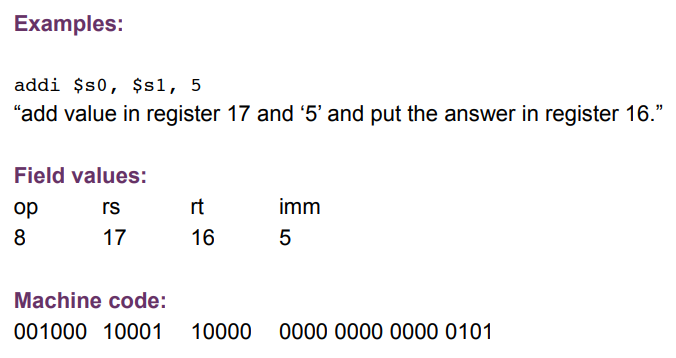 Examples:
addi $s0, $s1, 5
“add value in register 17 and ‘5’ and put the answer in register 16.”
Field values:
op rs rt imm
8 17 16 5
Machine code:
001000 10001 10000 0000 0000 0000 0101